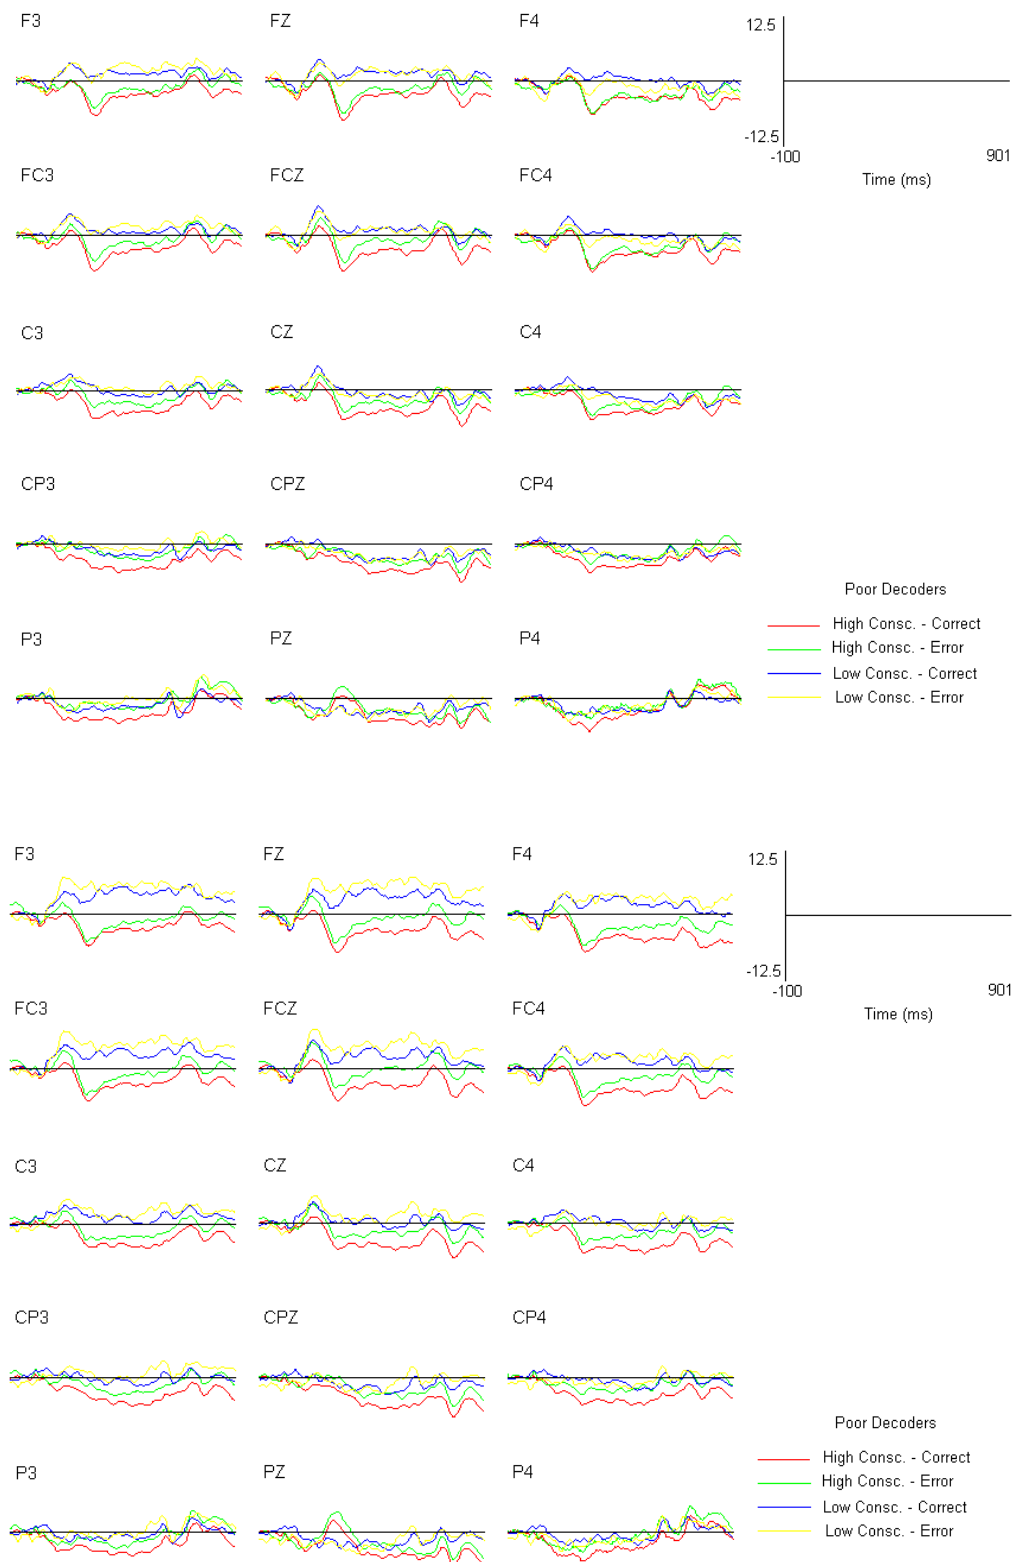 F3 FZ F4 12.5
-12.5
-100 901
Time (ms)
FC3 FCZ FC4
C3 CZ C4
CP3 CPZ CP4
Poor Decoders
High Consc. - Correct
High Consc. - Error
Low Consc. - Correct
Low Consc. - Error
P3 PZ P4
F3 FZ F4 12.5
-12.5
-100 901
Time (ms)
FC3 FCZ FC4
C3 CZ C4
CP3 CPZ CP4
Poor Decoders
High Consc. - Correct
High Consc. - Error
Low Consc. - Correct
Low Consc. - Error
P3 PZ P4